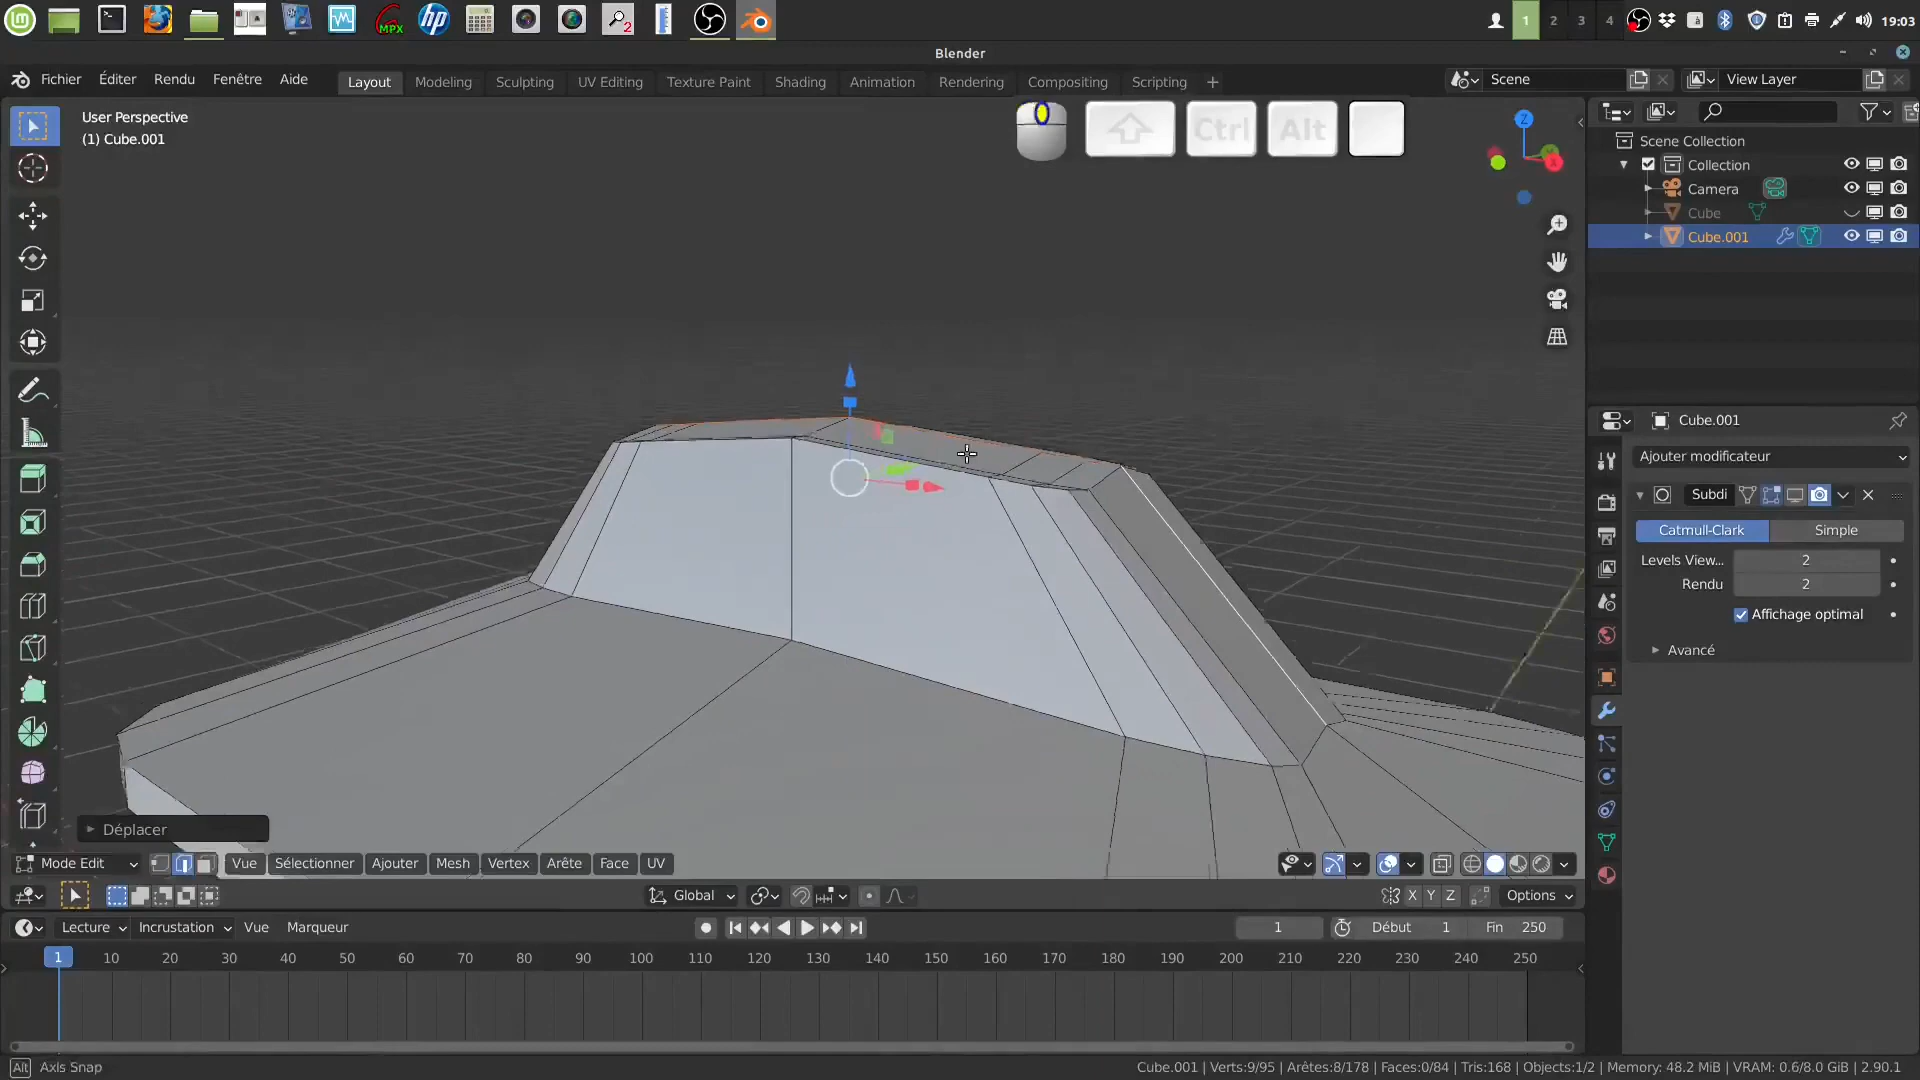 MPX
1
2
3
4
19:03
Blender
Fichier Éditer Rendu Fenêtre Aide
Layout Modeling Sculpting UV Editing Texture Paint Shading Animation Rendering Compositing Scripting
Scene
View Layer
User Perspective
(1) Cube.001
Ctrl
Alt
Z
X
Scene Collection
Collection
Camera
Cube
Cube.001
Cube.001
Ajouter modificateur
Subdi
Catmull-Clark Simple
Levels View... 2
Rendu 2
Affichage optimal
Avancé
Déplacer
Mode Edit Vue Sélectionner Ajouter Mesh Vertex Arête Face UV
Global X Y Z Options
Lecture Incrustation Vue Marqueur 1 Début 1 Fin 250
1 10 20 30 40 50 60 70 80 90 100 110 120 130 140 150 160 170 180 190 200 210 220 230 240 250
Alt Axis Snap
Cube.001 | Verts:9/95 | Arêtes:8/178 | Faces:0/84 | Tris:168 | Objects:1/2 | Memory: 48.2 MiB | VRAM: 0.6/8.0 GiB | 2.90.1